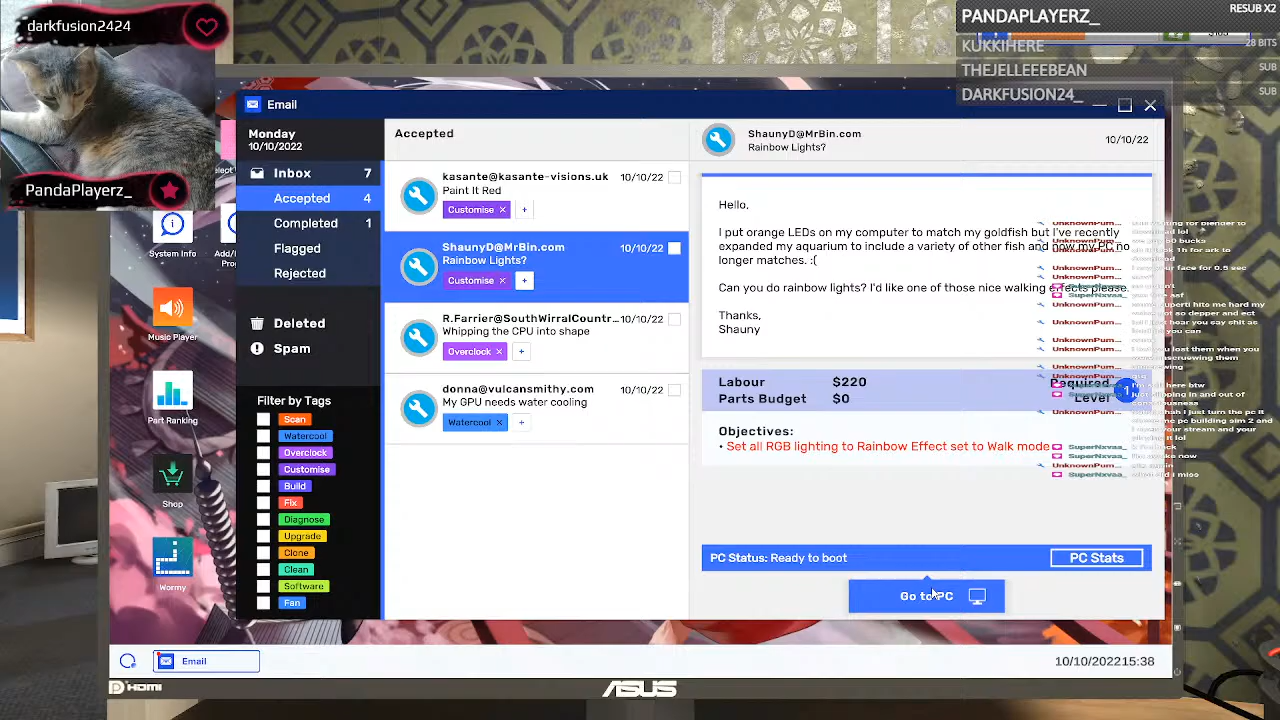 darkfusion2424
PandaPlayerz_
PANDAPLAYERZ_
RESUB X2
KUKKIHERE
28 BITS
THEJELLEEBEAN
SUB
DARKFUSION24_
SUB
Email
Monday
10/10/2022
Inbox 7
Accepted 4
Completed 1
Flagged
Rejected
Deleted
Spam
Filter by Tags
Scan
Watercool
Overclock
Customise
Build
Fix
Diagnose
Upgrade
Clone
Clean
Software
Fan
System Info
Music Player
Part Ranking
Shop
Wormy
Accepted
kasante@kasante-visions.uk 10/10/22
Paint It Red
Customise × +
ShaunyD@MrBin.com 10/10/22
Rainbow Lights?
Customise × +
10/10/22
Whipping the CPU into shape
Overclock × +
donna@vulcansmithy.com 10/10/22
My GPU needs water cooling
Watercool × +
ShaunyD@MrBin.com
Rainbow Lights?
10/10/22
Hello,
I put orange LEDs on my computer to match my goldfish but I've recently
expanded my aquarium to include a variety of other fish and now my PC no
longer matches. :(
Can you do rainbow lights? I'd like one of those nice walking effects please.
Thanks,
Shauny
Labour $220
Parts Budget $0
Required
Level 1
Objectives:
• Set all RGB lighting to Rainbow Effect set to Walk mode
PC Status: Ready to boot
PC Stats
Go to PC
Email
10/10/2022 15:38
HDMI
ASUS